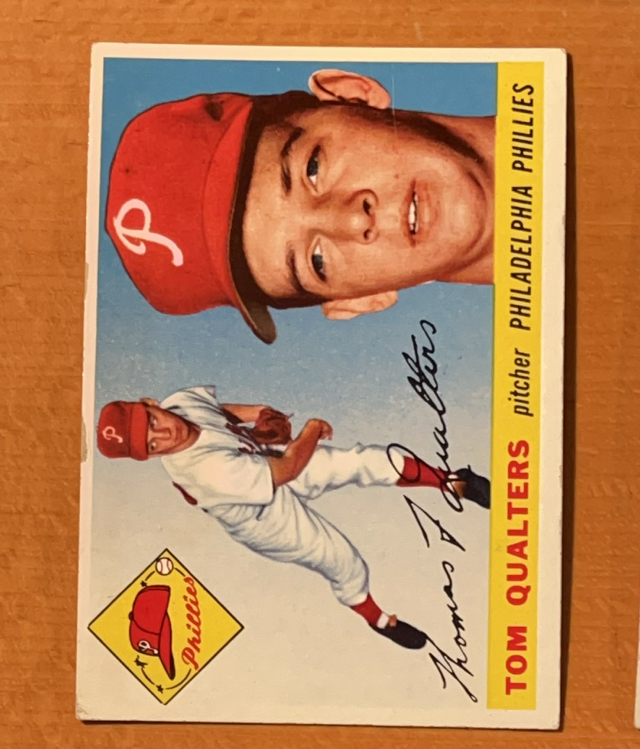 P
P
P
Phillies
Thomas F Qualters
TOM QUALTERS pitcher PHILADELPHIA PHILLIES